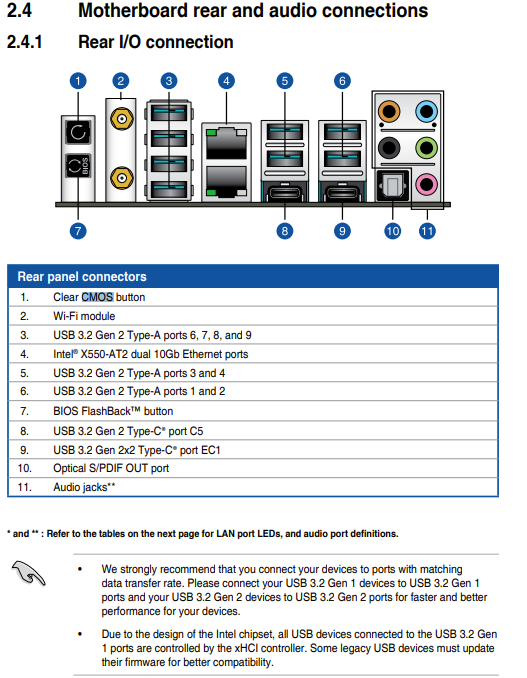 2.4 Motherboard rear and audio connections
2.4.1 Rear I/O connection
1 2 3 4 5 6
BIOS
7 8 9 10 11
Rear panel connectors
1. Clear CMOS button
2. Wi-Fi module
3. USB 3.2 Gen 2 Type-A ports 6, 7, 8, and 9
4. Intel® X550-AT2 dual 10Gb Ethernet ports
5. USB 3.2 Gen 2 Type-A ports 3 and 4
6. USB 3.2 Gen 2 Type-A ports 1 and 2
7. BIOS FlashBack™ button
8. USB 3.2 Gen 2 Type-C® port C5
9. USB 3.2 Gen 2x2 Type-C® port EC1
10. Optical S/PDIF OUT port
11. Audio jacks**
* and ** : Refer to the tables on the next page for LAN port LEDs, and audio port definitions.
• We strongly recommend that you connect your devices to ports with matching
data transfer rate. Please connect your USB 3.2 Gen 1 devices to USB 3.2 Gen 1
ports and your USB 3.2 Gen 2 devices to USB 3.2 Gen 2 ports for faster and better
performance for your devices.
• Due to the design of the Intel chipset, all USB devices connected to the USB 3.2 Gen
1 ports are controlled by the xHCI controller. Some legacy USB devices must update
their firmware for better compatibility.